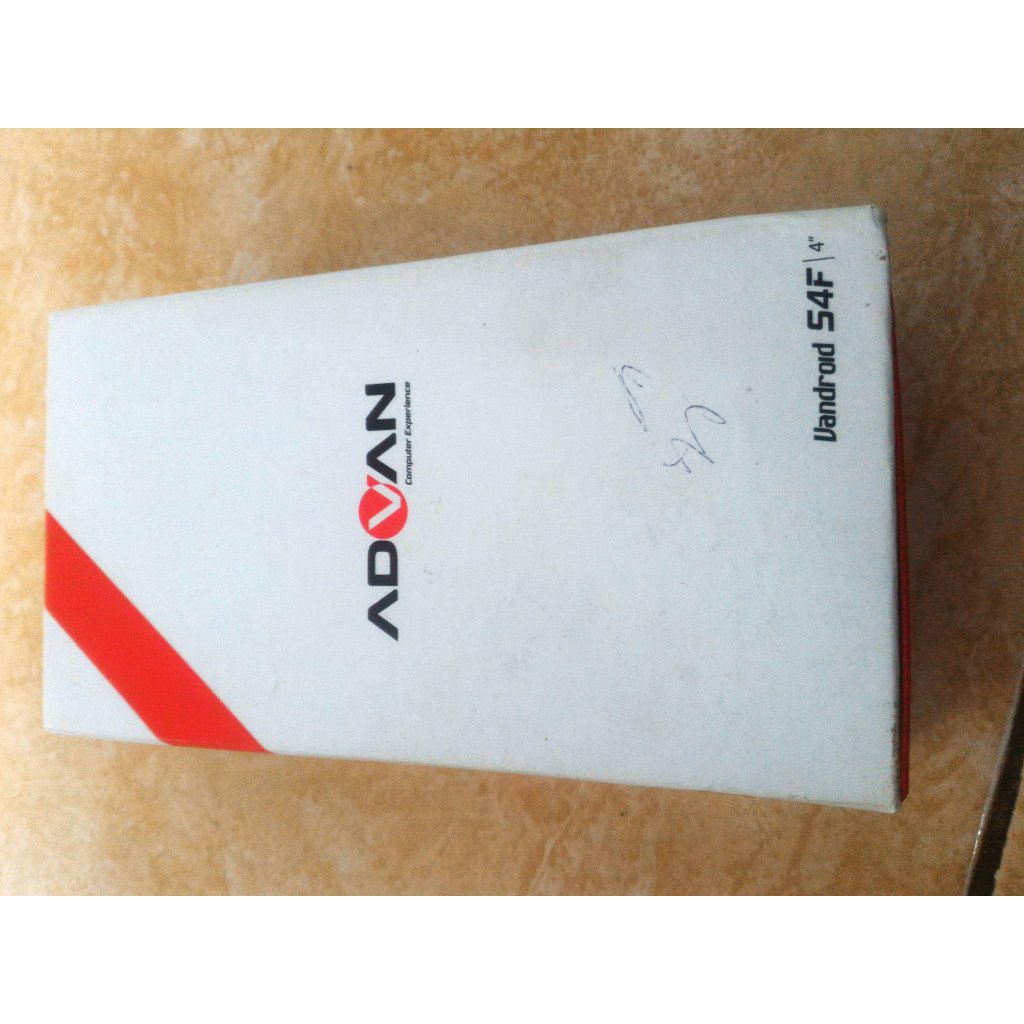 ADVAN
Computer Experience
Vandroid S4F | 4"